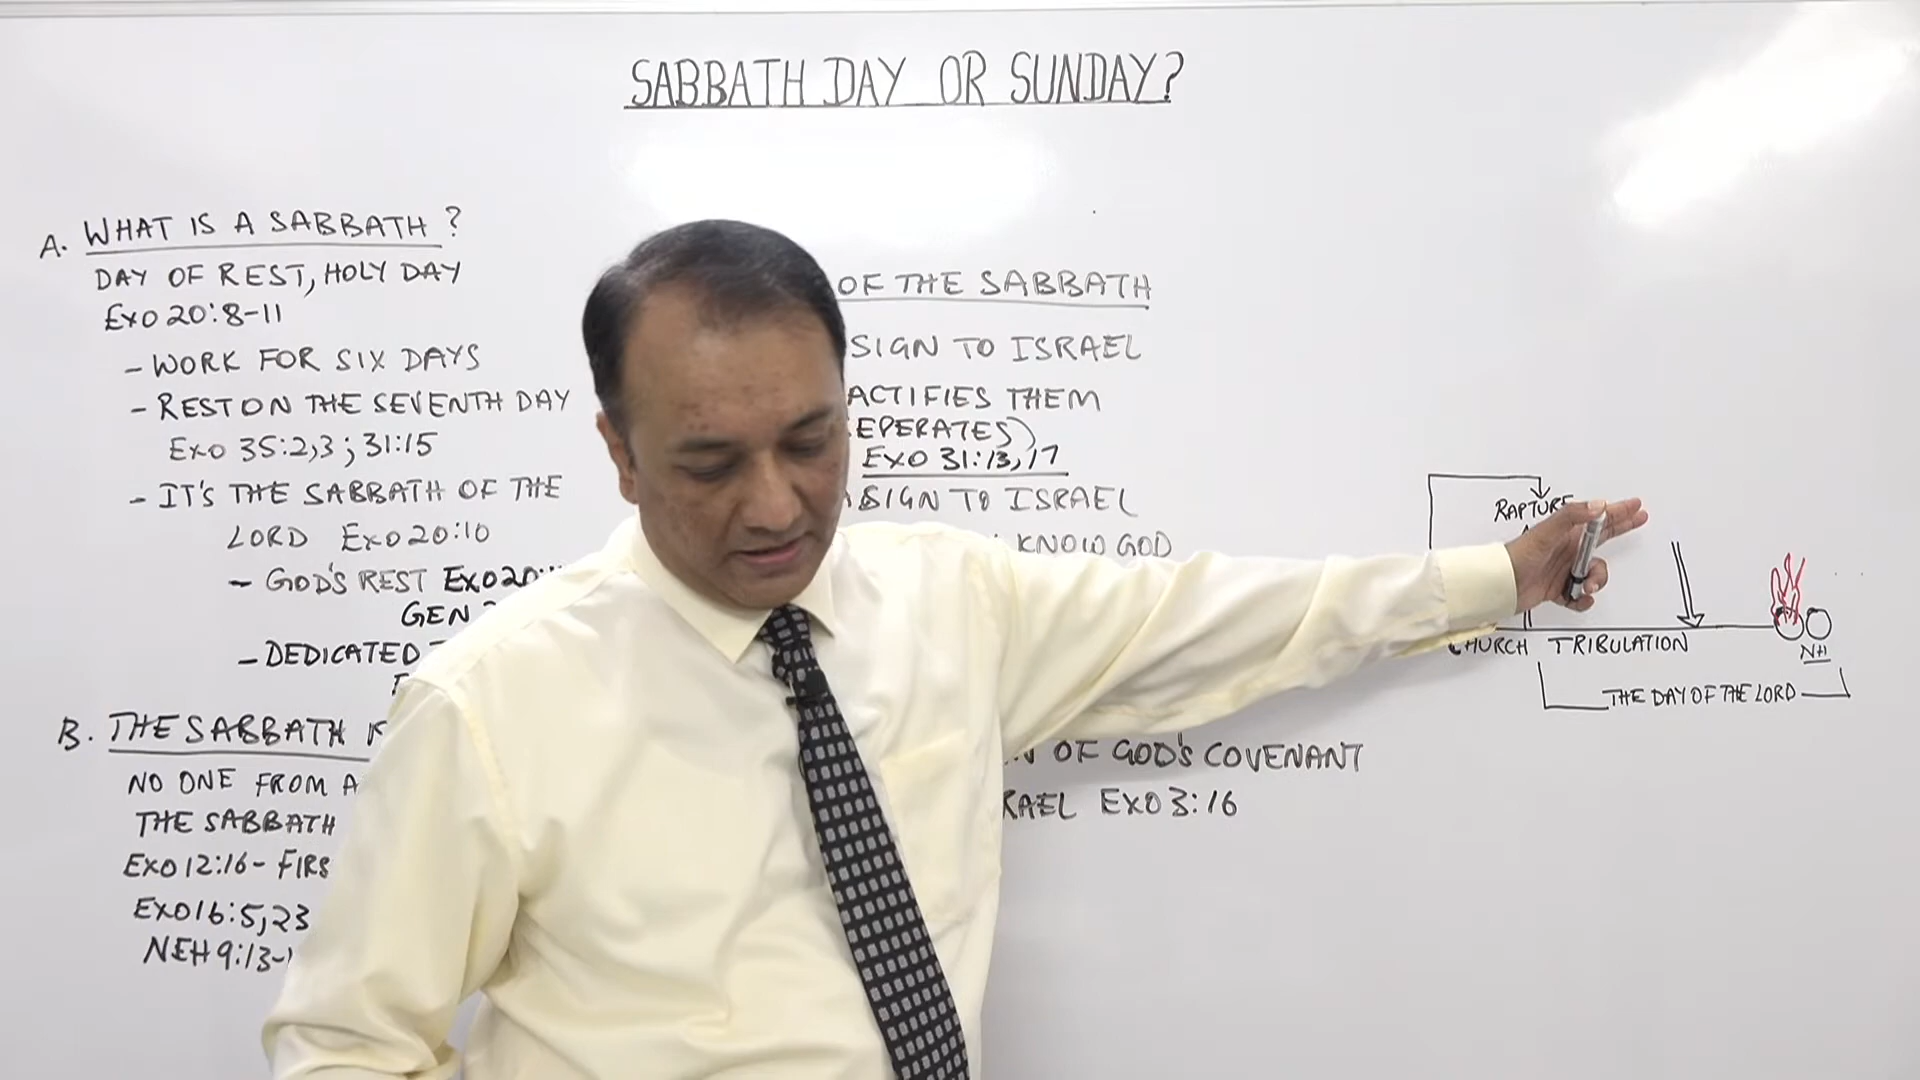 SABBATH DAY OR SUNDAY?
A. WHAT IS A SABBATH?
DAY OF REST, HOLY DAY
EXO 20:8-11
- WORK FOR SIX DAYS
- REST ON THE SEVENTH DAY
EXO 35:2,3; 31:15
- IT'S THE SABBATH OF THE
LORD EXO 20:10
- GOD'S REST EXO 20:
GEN
- DEDICATED
B. THE SABBATH
NO ONE FROM
THE SABBATH
EXO 12:16-
EXO 16:5,23
NEH 9:13-
OF THE SABBATH
SIGN TO ISRAEL
THEM
EXO 31:13,17
SIGN TO ISRAEL
KNOW GOD
OF GOD'S COVENANT
EXO 3:16
RAPTURE
CHURCH TRIBULATION
NH
THE DAY OF THE LORD